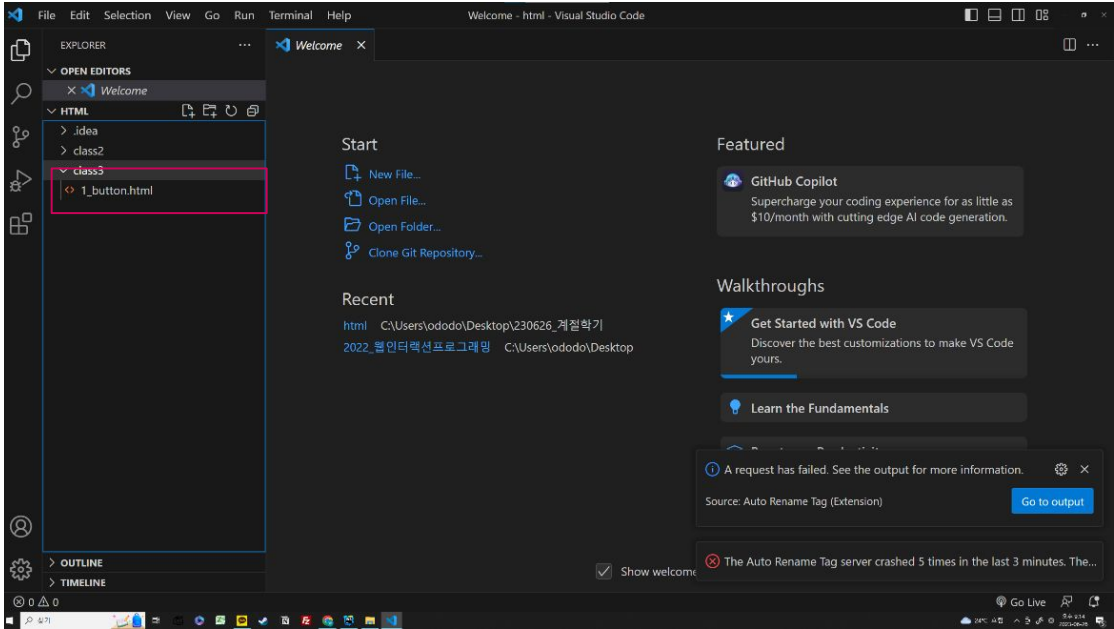 File Edit Selection View Go Run Terminal Help
Welcome - html - Visual Studio Code
EXPLORER
Welcome
OPEN EDITORS
Welcome
HTML
.idea
class2
class3
1_button.html
OUTLINE
TIMELINE
Start
New File...
Open File...
Open Folder...
Clone Git Repository...
Recent
html C:\Users\ododo\Desktop\230626_계절학기
2022_웹인터랙션프로그래밍 C:\Users\ododo\Desktop
Featured
GitHub Copilot
Supercharge your coding experience for as little as
$10/month with cutting edge AI code generation.
Walkthroughs
Get Started with VS Code
Discover the best customizations to make VS Code
yours.
Learn the Fundamentals
A request has failed. See the output for more information.
Source: Auto Rename Tag (Extension)
Go to output
The Auto Rename Tag server crashed 5 times in the last 3 minutes. The...
Show welcome
0 0
Go Live